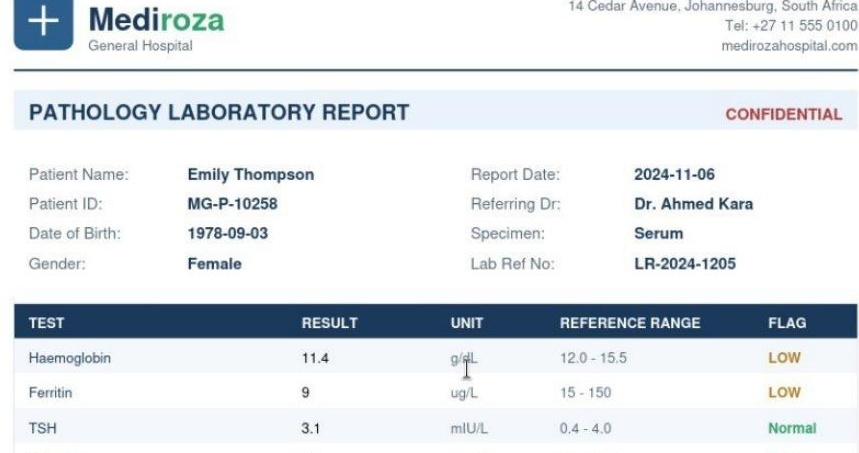 14 Cedar Avenue, Johannesburg, South Africa
Mediroza
Tel: +27 11 555 0100
General Hospital
medirozahospital.com
PATHOLOGY LABORATORY REPORT
CONFIDENTIAL
Patient Name: Emily Thompson Report Date: 2024-11-06
Patient ID: MG-P-10258 Referring Dr: Dr. Ahmed Kara
Date of Birth: 1978-09-03 Specimen: Serum
Gender: Female Lab Ref No: LR-2024-1205
TEST RESULT UNIT REFERENCE RANGE FLAG
Haemoglobin 11.4 g/dL 12.0 - 15.5 LOW
Ferritin 9 ug/L 15 - 150 LOW
TSH 3.1 mIU/L 0.4 - 4.0 Normal